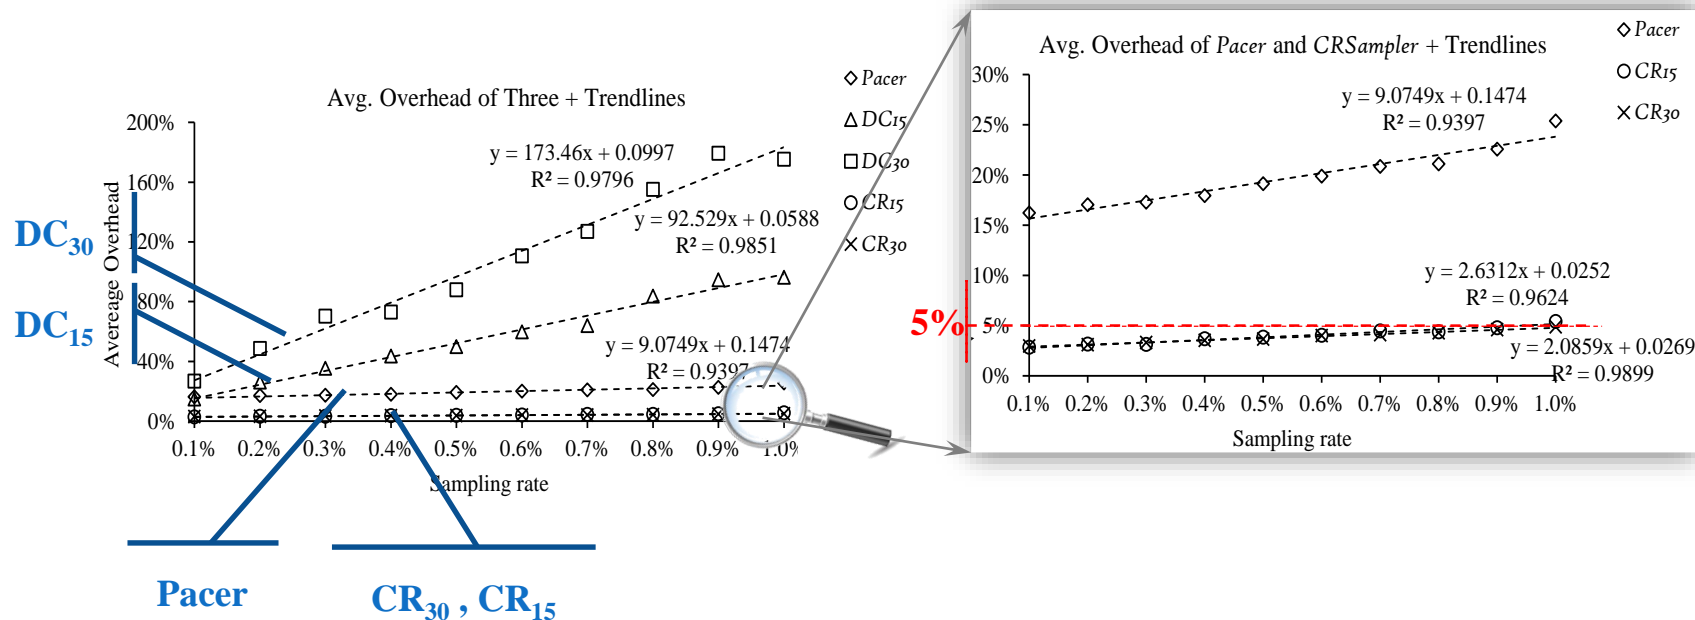 Avg. Overhead of Three + Trendlines
Pacer
DC15
DC30
CR15
CR30
200%
160%
120%
80%
40%
0%
Avereage Overhead
y = 173.46x + 0.0997
R² = 0.9796
y = 92.529x + 0.0588
R² = 0.9851
y = 9.0749x + 0.1474
R² = 0.9397
0.1% 0.2% 0.3% 0.4% 0.5% 0.6% 0.7% 0.8% 0.9% 1.0%
Sampling rate
DC30
DC15
Pacer
CR30 , CR15
Avg. Overhead of Pacer and CRSampler + Trendlines
Pacer
CR15
CR30
30%
25%
20%
15%
10%
5%
0%
5%
y = 9.0749x + 0.1474
R² = 0.9397
y = 2.6312x + 0.0252
R² = 0.9624
y = 2.0859x + 0.0269
R² = 0.9899
0.1% 0.2% 0.3% 0.4% 0.5% 0.6% 0.7% 0.8% 0.9% 1.0%
Sampling rate